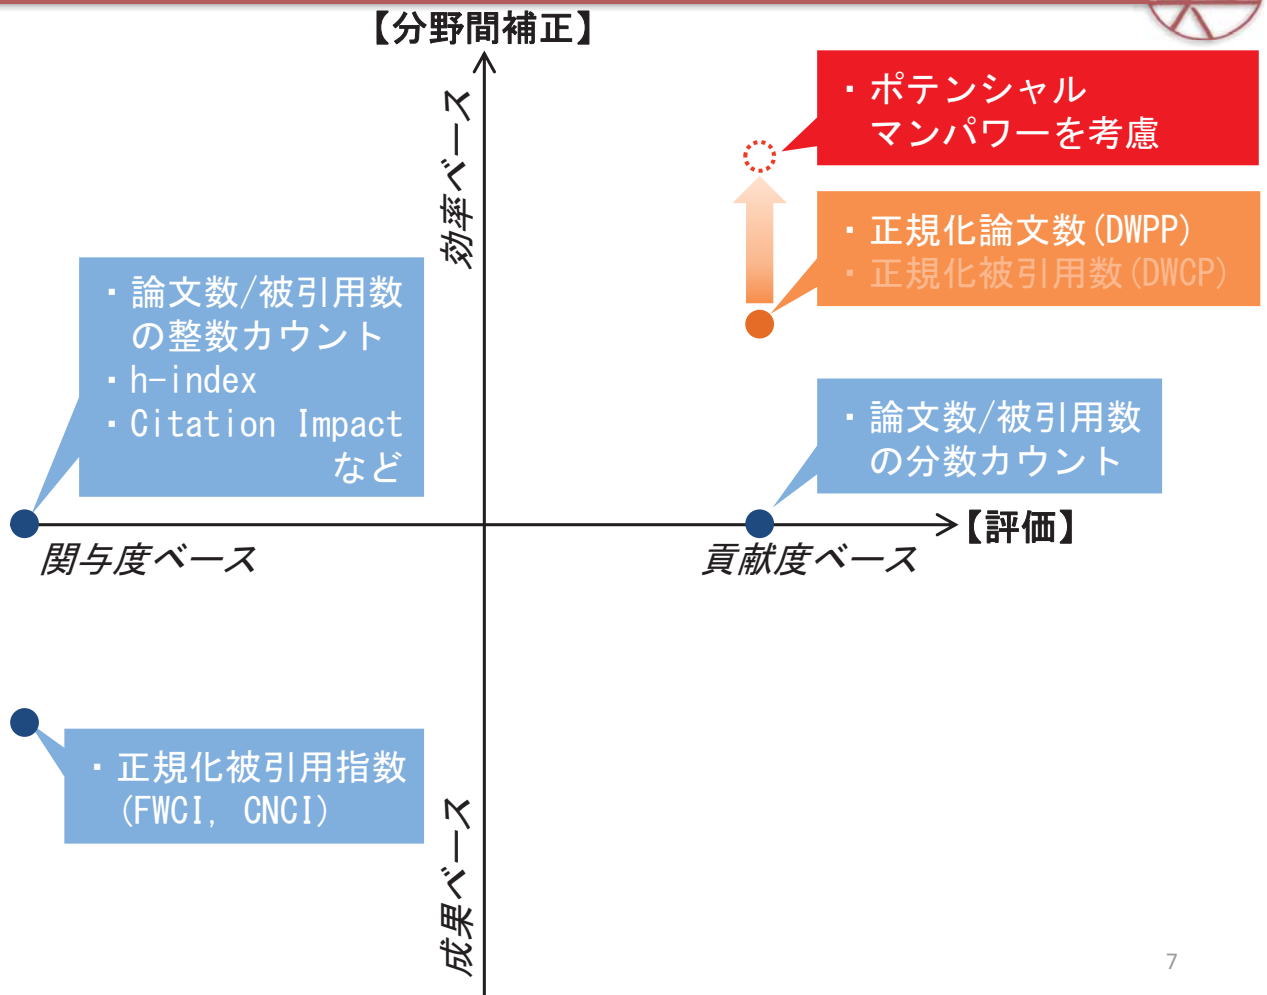 【分野間補正】
効率ベース
・ポテンシャル
マンパワーを考慮
・正規化論文数(DWPP)
・正規化被引用数(DWCP)
・論文数/被引用数
の整数カウント
・h-index
・Citation Impact
など
・論文数/被引用数
の分数カウント
【評価】
関与度ベース
貢献度ベース
・正規化被引用指数
(FWCI, CNCI)
成果ベース
7